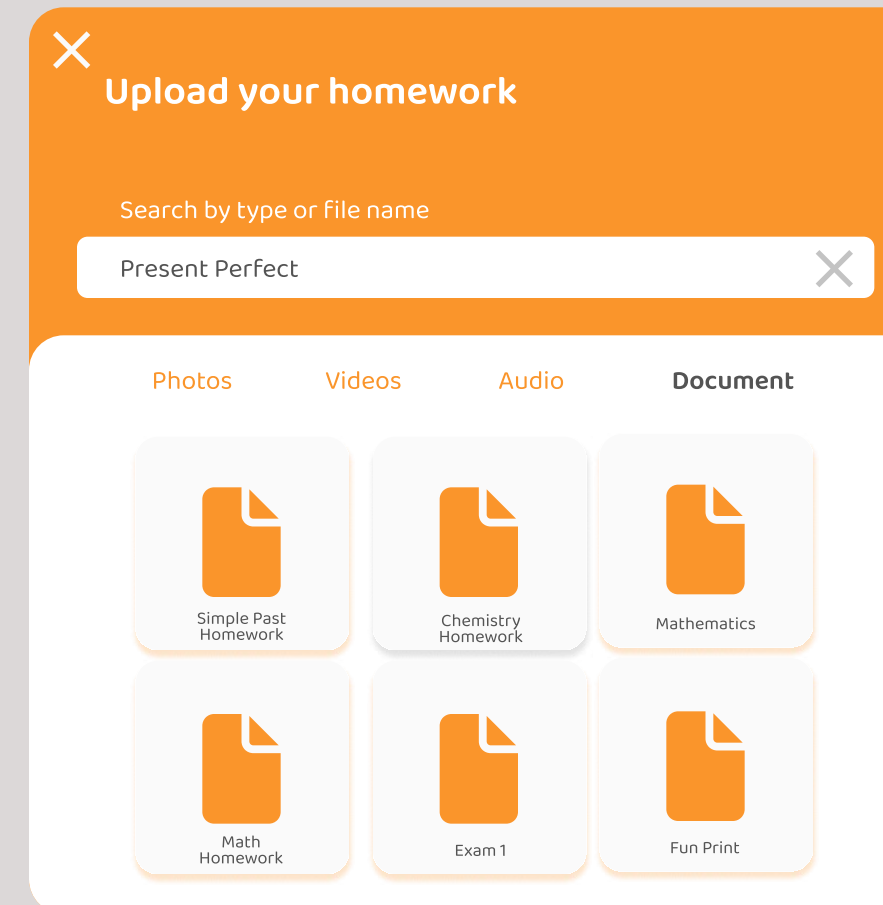 Upload your homework
Search by type or file name
Present Perfect
Photos
Videos
Audio
Document
Simple Past
Homework
Chemistry
Homework
Mathematics
Math
Homework
Exam 1
Fun Print